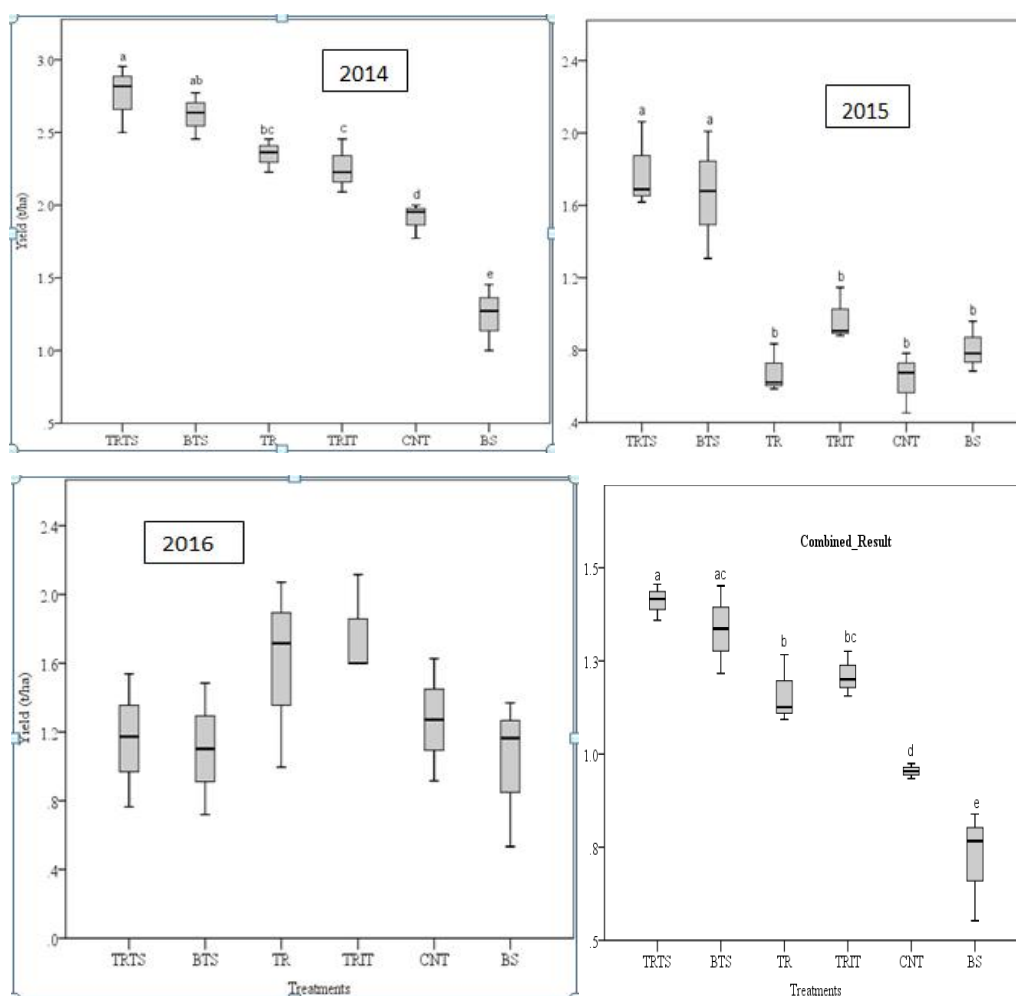 2014
Yield (t/ha)
3.0
2.5
2.0
1.5
1.0
.5
a
ab
bc
c
d
e
TRTS BTS TR TRIT CNT BS
2015
2.4
2.0
1.6
1.2
.8
.4
a
a
b
b
b
b
TRTS BTS TR TRIT CNT BS
2016
Yield (t/ha)
2.4
2.0
1.6
1.2
.8
.4
.0
TRTS BTS TR TRIT CNT BS
Treatments
Combined_Result
1.5
1.3
1.0
.8
.5
a
ac
b
bc
d
e
TRTS BTS TR TRIT CNT BS
Treatments